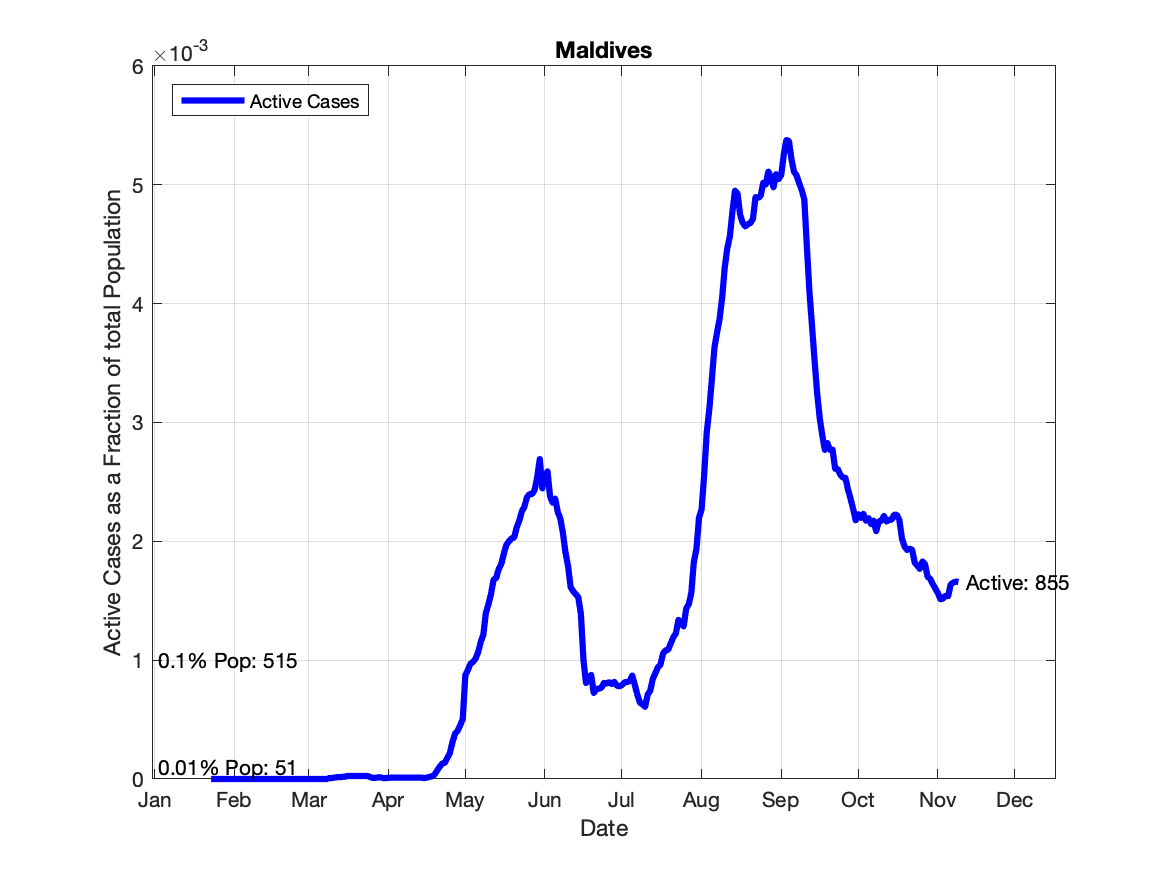 Maldives
×10-3
6
5
4
3
2
1
0
Active Cases
Active Cases as a Fraction of total Population
0.1% Pop: 515
0.01% Pop: 51
Active: 855
Jan Feb Mar Apr May Jun Jul Aug Sep Oct Nov Dec
Date